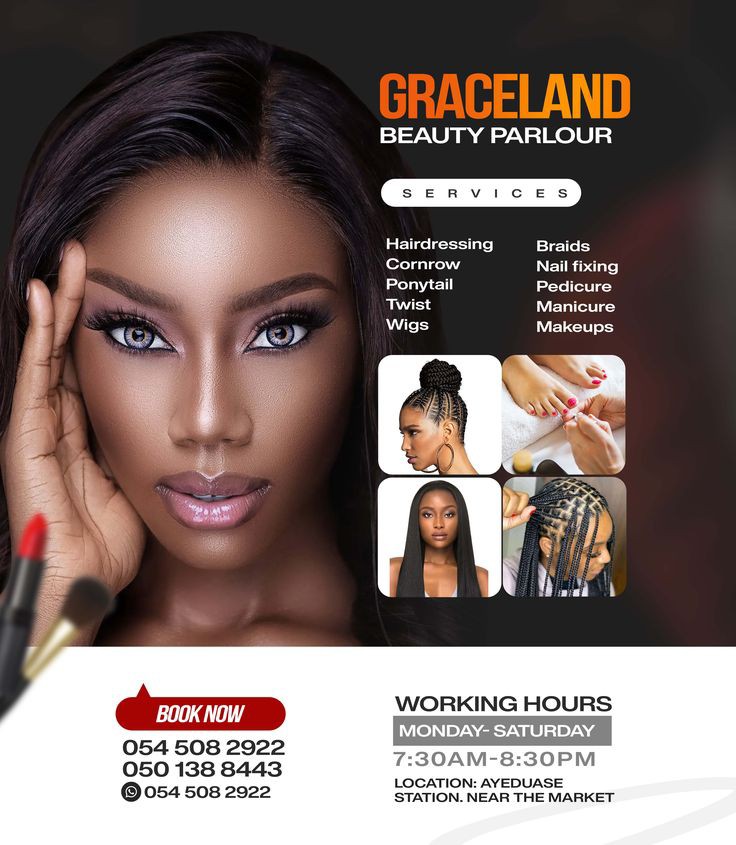 GRACELAND
BEAUTY PARLOUR
SERVICES
Hairdressing
Cornrow
Ponytail
Twist
Wigs
Braids
Nail fixing
Pedicure
Manicure
Makeups
BOOK NOW
054 508 2922
050 138 8443
054 508 2922
WORKING HOURS
MONDAY- SATURDAY
7:30AM-8:30PM
LOCATION: AYEDUASE
STATION. NEAR THE MARKET